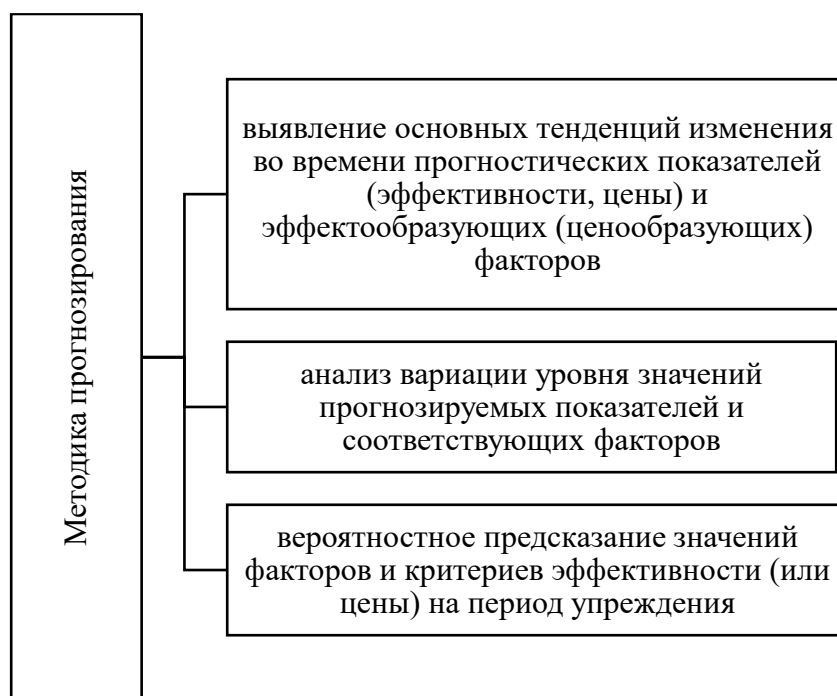 Методика прогнозирования
выявление основных тенденций изменения
во времени прогностических показателей
(эффективности, цены) и
эффектообразующих (ценообразующих)
факторов
анализ вариации уровня значений
прогнозируемых показателей и
соответствующих факторов
вероятностное предсказание значений
факторов и критериев эффективности (или
цены) на период упреждения